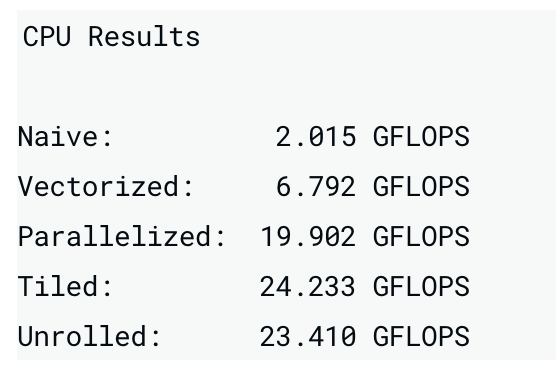 CPU Results
Naive: 2.015 GFLOPS
Vectorized: 6.792 GFLOPS
Parallelized: 19.902 GFLOPS
Tiled: 24.233 GFLOPS
Unrolled: 23.410 GFLOPS